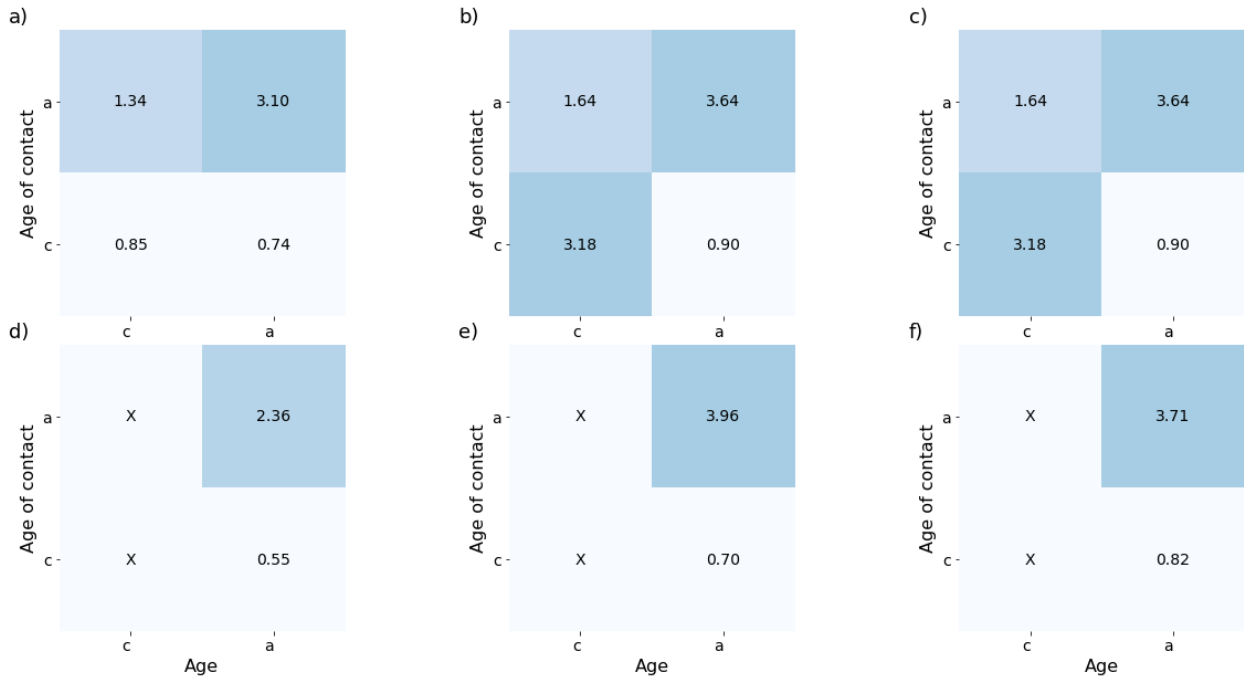 a)
b)
c)
a
1.34
3.10
a
1.64
3.64
a
1.64
3.64
Age of contact
Age of contact
Age of contact
c
0.85
0.74
c
3.18
0.90
c
3.18
0.90
c
a
c
a
c
a
d)
e)
f)
a
X
2.36
a
X
3.96
a
X
3.71
Age of contact
Age of contact
Age of contact
c
X
0.55
c
X
0.70
c
X
0.82
c
a
c
a
c
a
Age
Age
Age